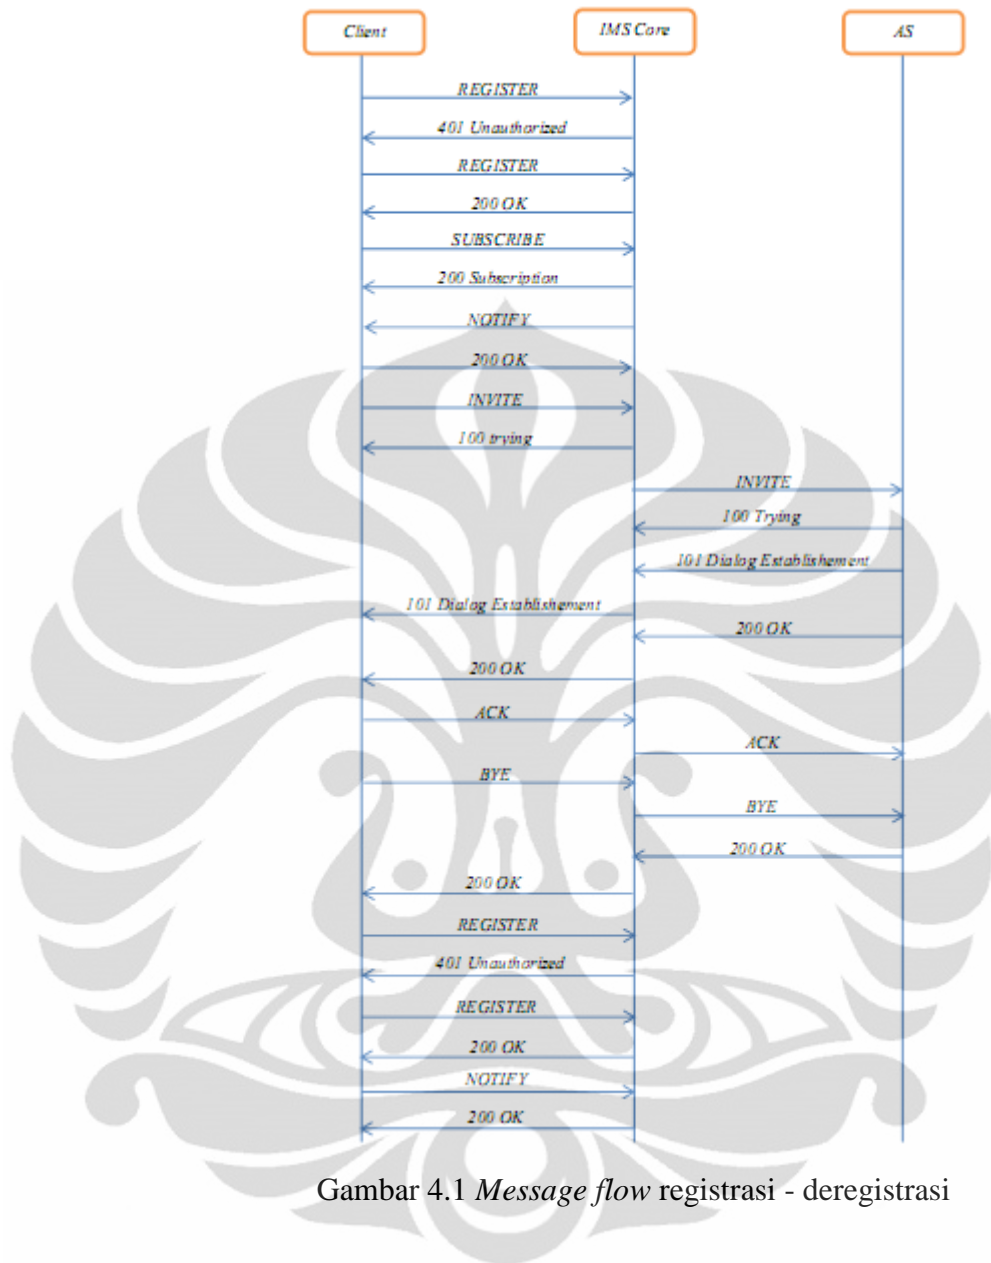 Client
IMS Core
AS
REGISTER
401 Unauthorized
REGISTER
200 OK
SUBSCRIBE
200 Subscription
NOTIFY
200 OK
INVITE
100 trying
INVITE
100 Trying
101 Dialog Establishement
101 Dialog Establishement
200 OK
200 OK
ACK
ACK
BYE
BYE
200 OK
200 OK
REGISTER
401 Unauthorized
REGISTER
200 OK
NOTIFY
200 OK
Gambar 4.1 Message flow registrasi - deregistrasi